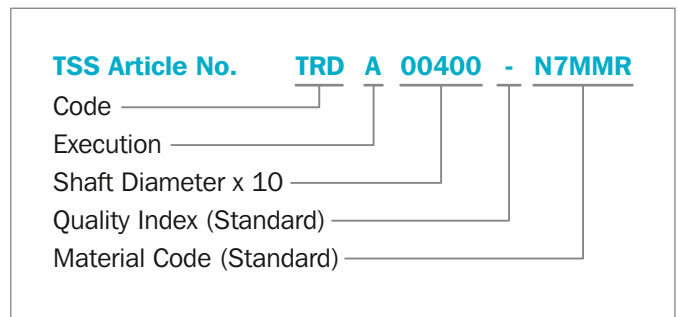 TSS Article No. TRD A 00400 - N7MMR
Code
Execution
Shaft Diameter x 10
Quality Index (Standard)
Material Code (Standard)